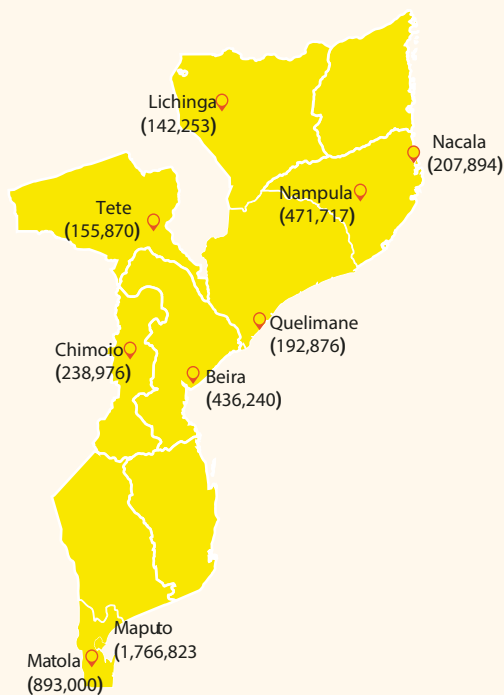 Lichinga
(142,253)
Nacala
(207,894)
Nampula
(471,717)
Tete
(155,870)
Quelimane
(192,876)
Chimoio
(238,976)
Beira
(436,240)
Maputo
(1,766,823
Matola
(893,000)